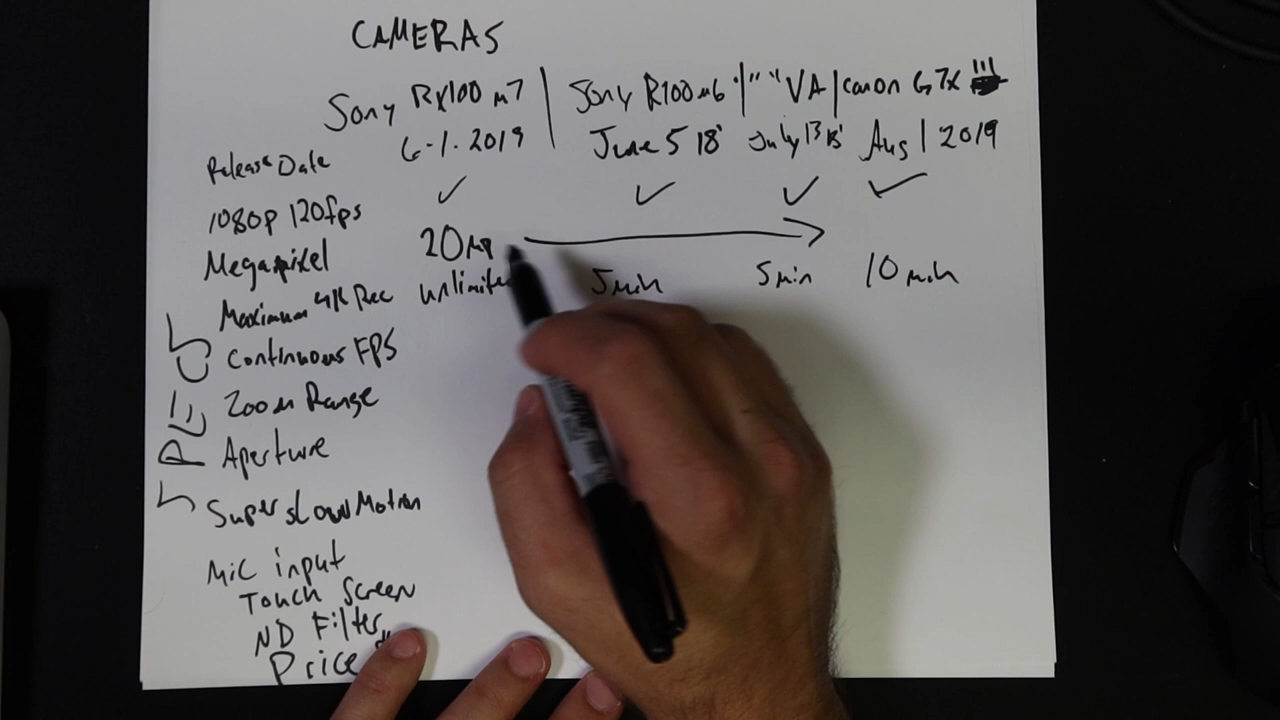 CAMERAS
Sony Rx100 m7 | Sony R100m6 | " " VA | canon G7X III
Release Date 6-1.2019 June 5 18' July 13 18' Aug 1 2019
1080p 120fps ✓ ✓ ✓ ✓
Megapixel 20mp
Maximum 4K Rec unlimited 5min 5min 10min
Continuous FPS
Zoom Range
Aperture
Super slow Motion
Mic input
Touch Screen
ND Filter
Price